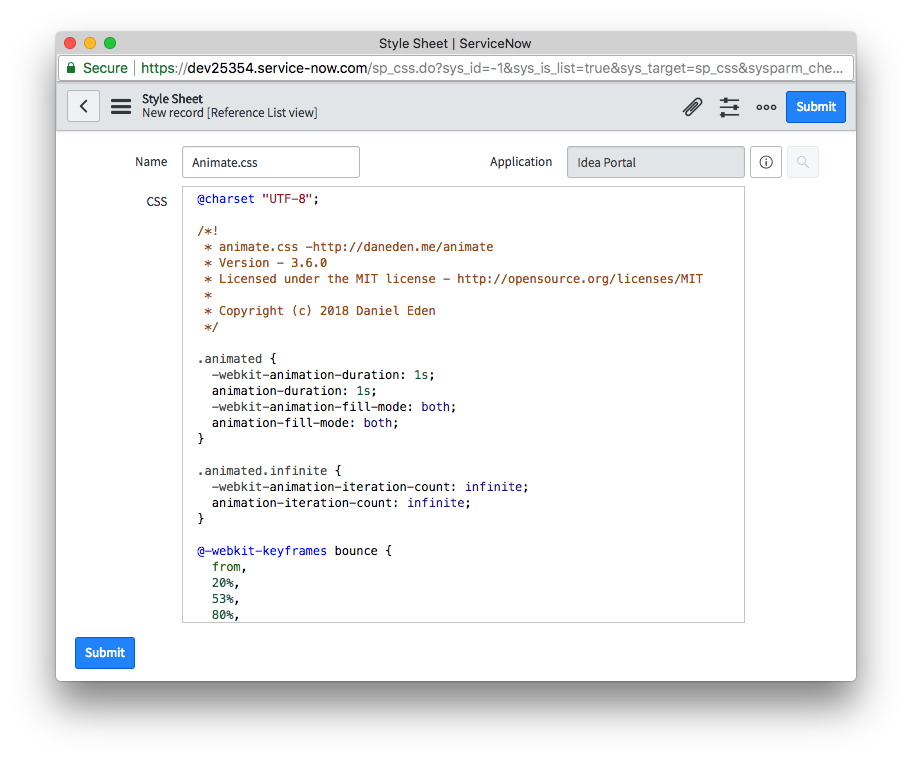 Style Sheet | ServiceNow
Secure | https://dev25354.service-now.com/sp_css.do?sys_id=-1&sys_is_list=true&sys_target=sp_css&sysparm_che...
Style Sheet
New record [Reference List view]
Submit
Name
Animate.css
Application
Idea Portal
CSS
@charset "UTF-8";
/*!
* animate.css -http://daneden.me/animate
* Version - 3.6.0
* Licensed under the MIT license - http://opensource.org/licenses/MIT
*
* Copyright (c) 2018 Daniel Eden
*/
.animated {
-webkit-animation-duration: 1s;
animation-duration: 1s;
-webkit-animation-fill-mode: both;
animation-fill-mode: both;
}
.animated.infinite {
-webkit-animation-iteration-count: infinite;
animation-iteration-count: infinite;
}
@-webkit-keyframes bounce {
from,
20%,
53%,
80%,
Submit